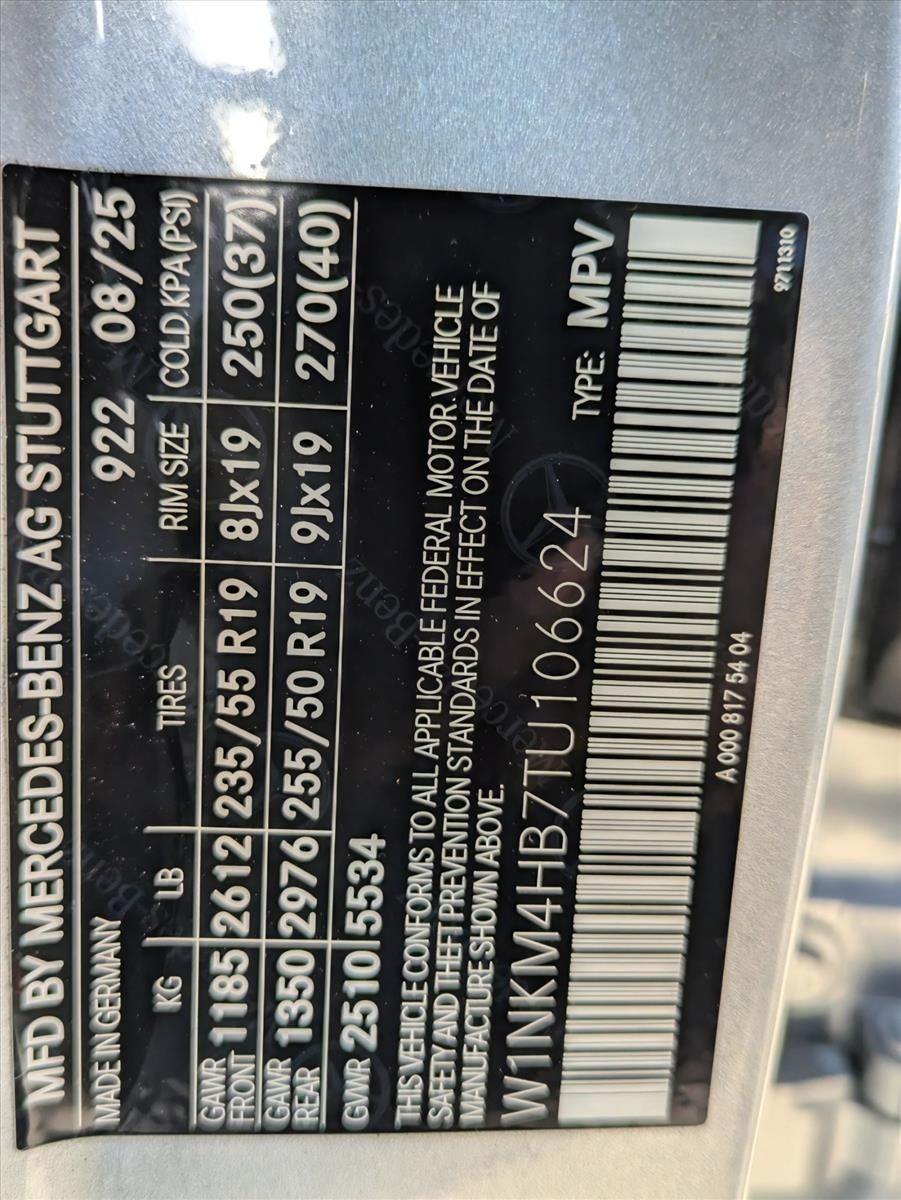 MFD BY MERCEDES-BENZ AG STUTTGART
MADE IN GERMANY 922 08/25
KG LB TIRES RIM SIZE COLD.KPA(PSI)
GAWR FRONT 1185 2612 235/55 R19 8Jx19 250(37)
GAWR REAR 1350 2976 255/50 R19 9Jx19 270(40)
GVWR 2510 5534
THIS VEHICLE CONFORMS TO ALL APPLICABLE FEDERAL MOTOR VEHICLE
SAFETY AND THEFT PREVENTION STANDARDS IN EFFECT ON THE DATE OF
MANUFACTURE SHOWN ABOVE.
W1NKM4HB7TU10662​4 TYPE: MPV
A 000 817 54 04 9711310